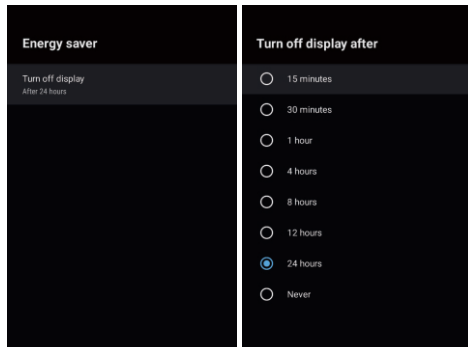 Energy saver
Turn off display
After 24 hours
Turn off display after
15 minutes
30 minutes
1 hour
4 hours
8 hours
12 hours
24 hours
Never